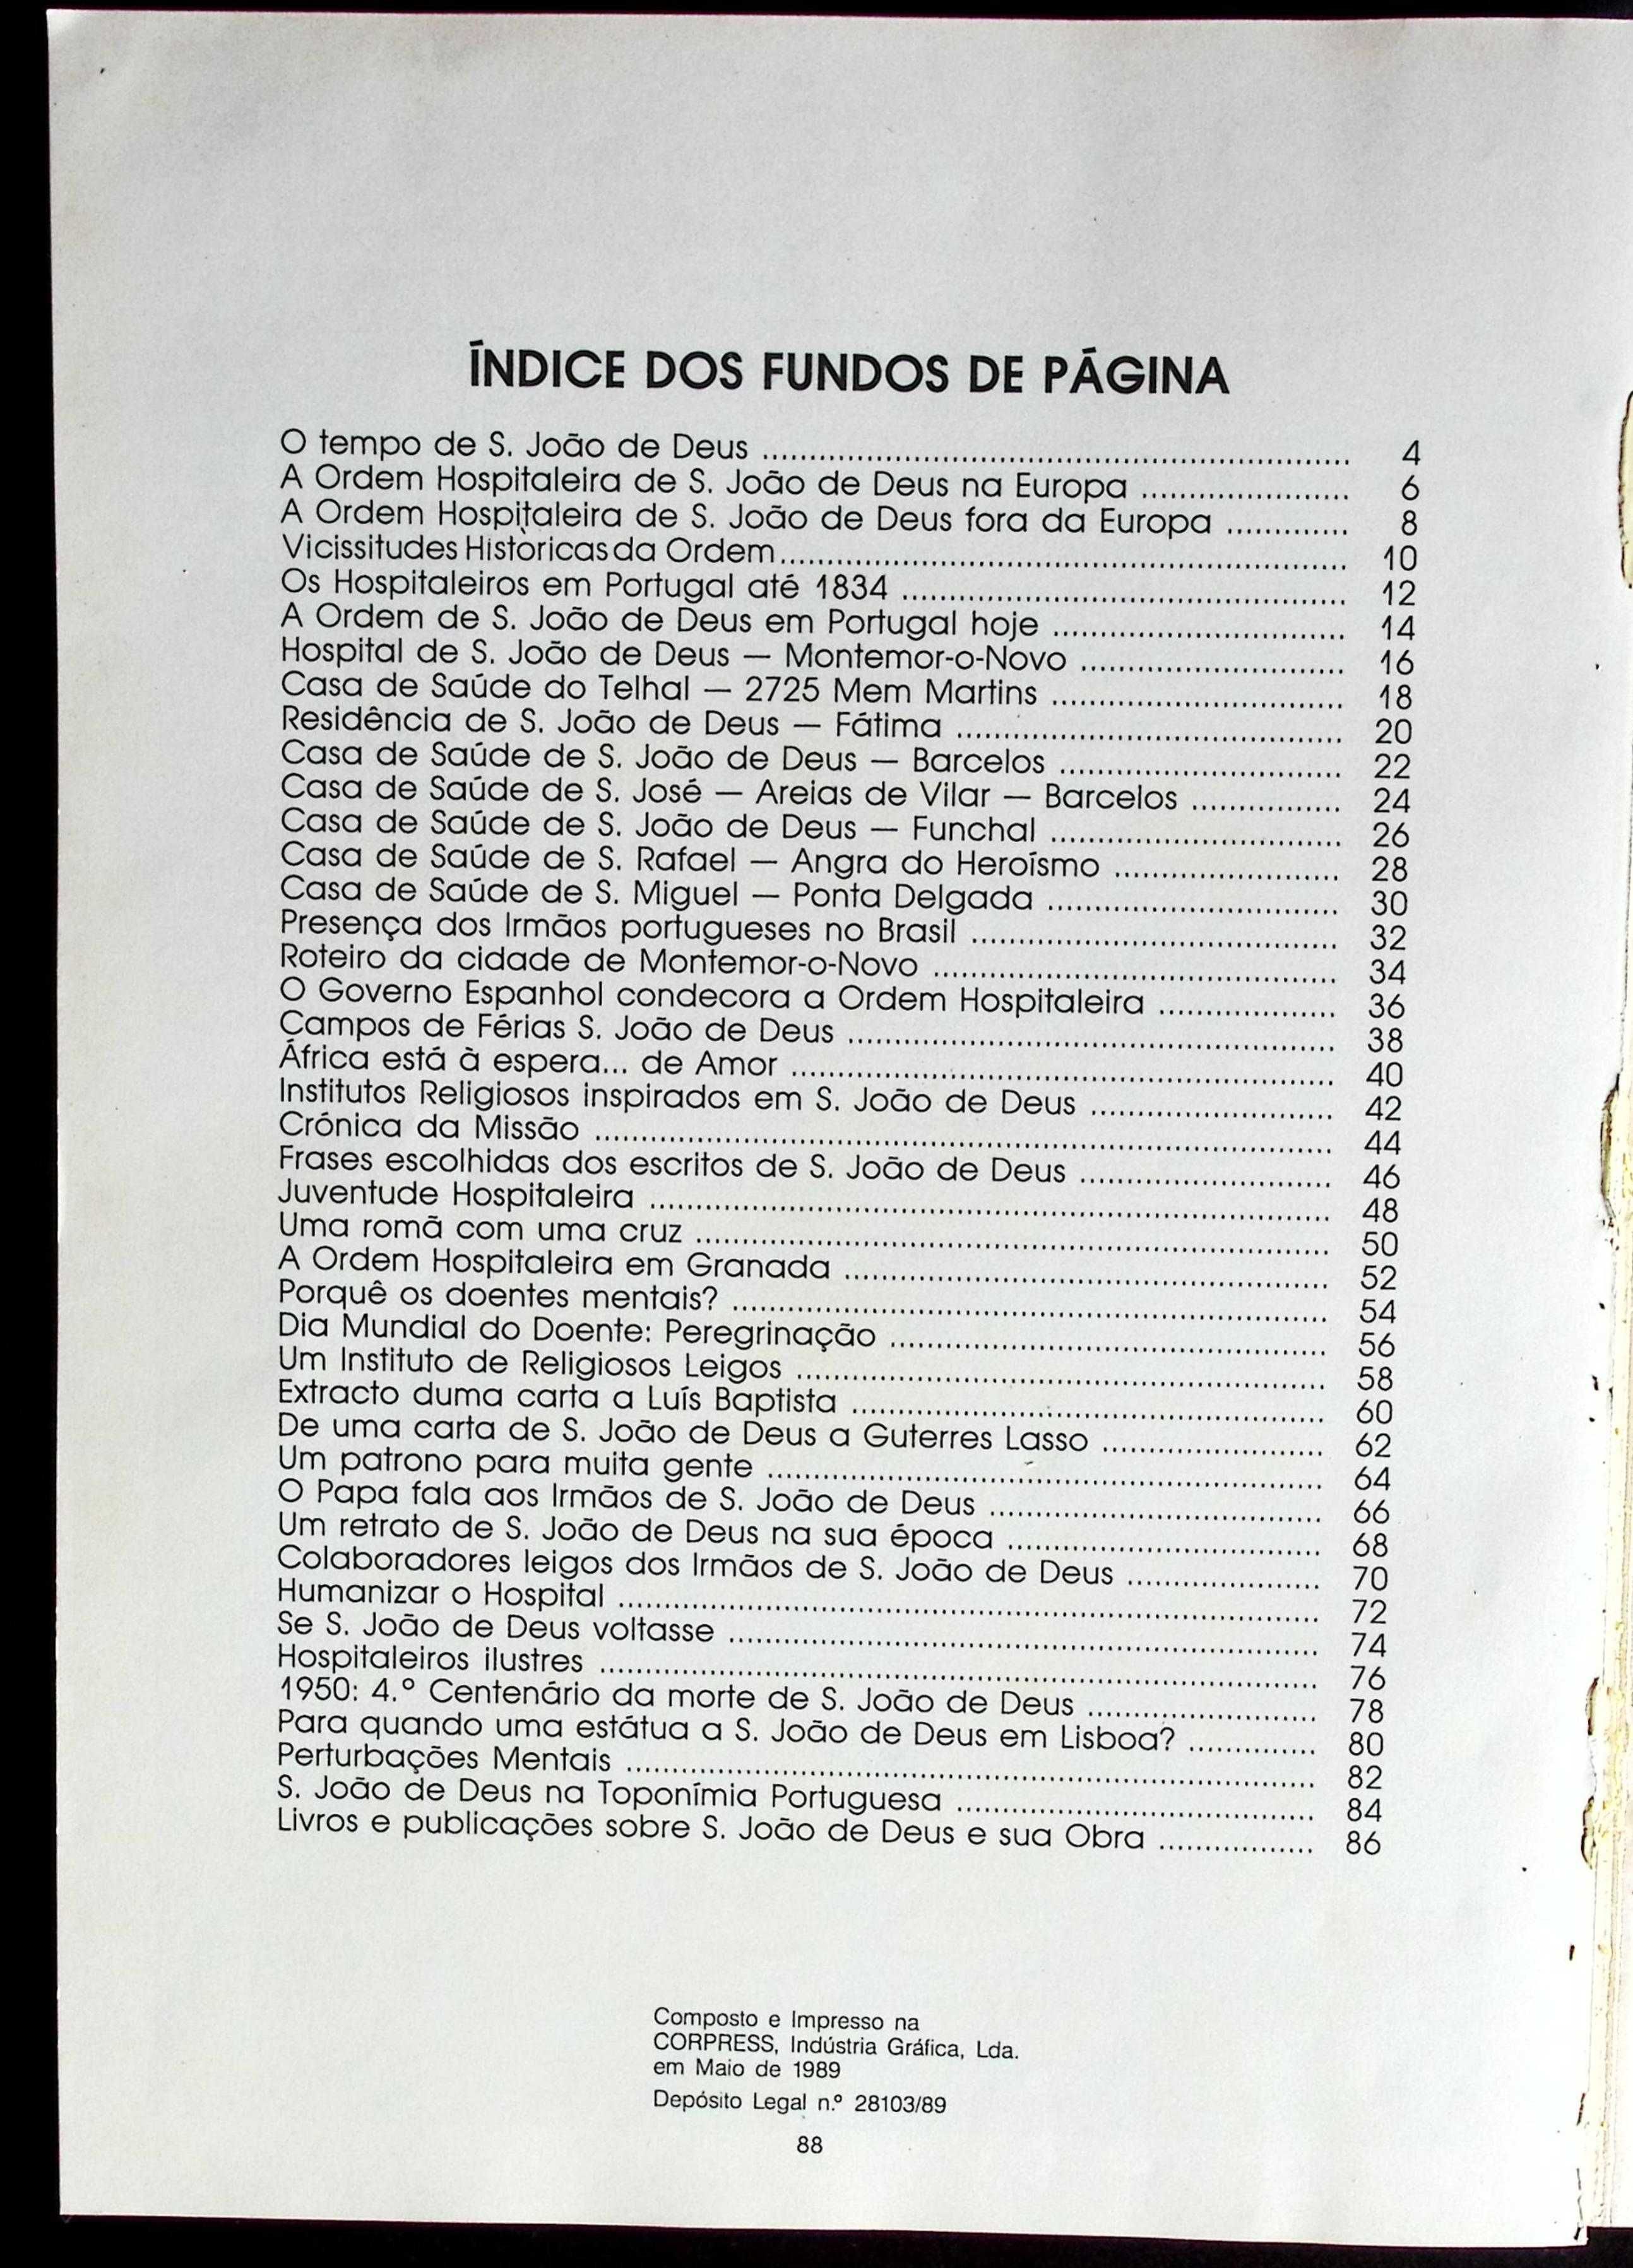 ÍNDICE DOS FUNDOS DE PÁGINA
O tempo de S. João de Deus ........ 4
A Ordem Hospitaleira de S. João de Deus na Europa ........ 6
A Ordem Hospitaleira de S. João de Deus fora da Europa ........ 8
Vicissitudes Històricas da Ordem ........ 10
Os Hospitaleiros em Portugal até 1834 ........ 12
A Ordem de S. João de Deus em Portugal hoje ........ 14
Hospital de S. João de Deus — Montemor-o-Novo ........ 16
Casa de Saúde do Telhal — 2725 Mem Martins ........ 18
Residência de S. João de Deus — Fátima ........ 20
Casa de Saúde de S. João de Deus — Barcelos ........ 22
Casa de Saúde de S. José — Areias de Vilar — Barcelos ........ 24
Casa de Saúde de S. João de Deus — Funchal ........ 26
Casa de Saúde de S. Rafael — Angra do Heroísmo ........ 28
Casa de Saúde de S. Miguel — Ponta Delgada ........ 30
Presença dos Irmãos portugueses no Brasil ........ 32
Roteiro da cidade de Montemor-o-Novo ........ 34
O Governo Espanhol condecora a Ordem Hospitaleira ........ 36
Campos de Férias S. João de Deus ........ 38
África está à espera... de Amor ........ 40
Institutos Religiosos inspirados em S. João de Deus ........ 42
Crónica da Missão ........ 44
Frases escolhidas dos escritos de S. João de Deus ........ 46
Juventude Hospitaleira ........ 48
Uma romã com uma cruz ........ 50
A Ordem Hospitaleira em Granada ........ 52
Porquê os doentes mentais? ........ 54
Dia Mundial do Doente: Peregrinação ........ 56
Um Instituto de Religiosos Leigos ........ 58
Extracto duma carta a Luís Baptista ........ 60
De uma carta de S. João de Deus a Guterres Lasso ........ 62
Um patrono para muita gente ........ 64
O Papa fala aos Irmãos de S. João de Deus ........ 66
Um retrato de S. João de Deus na sua época ........ 68
Colaboradores leigos dos Irmãos de S. João de Deus ........ 70
Humanizar o Hospital ........ 72
Se S. João de Deus voltasse ........ 74
Hospitaleiros ilustres ........ 76
1950: 4.º Centenário da morte de S. João de Deus ........ 78
Para quando uma estátua a S. João de Deus em Lisboa? ........ 80
Perturbações Mentais ........ 82
S. João de Deus na Toponímia Portuguesa ........ 84
Livros e publicações sobre S. João de Deus e sua Obra ........ 86
Composto e Impresso na
CORPRESS, Indústria Gráfica, Lda.
em Maio de 1989
Depósito Legal n.º 28103/89
88